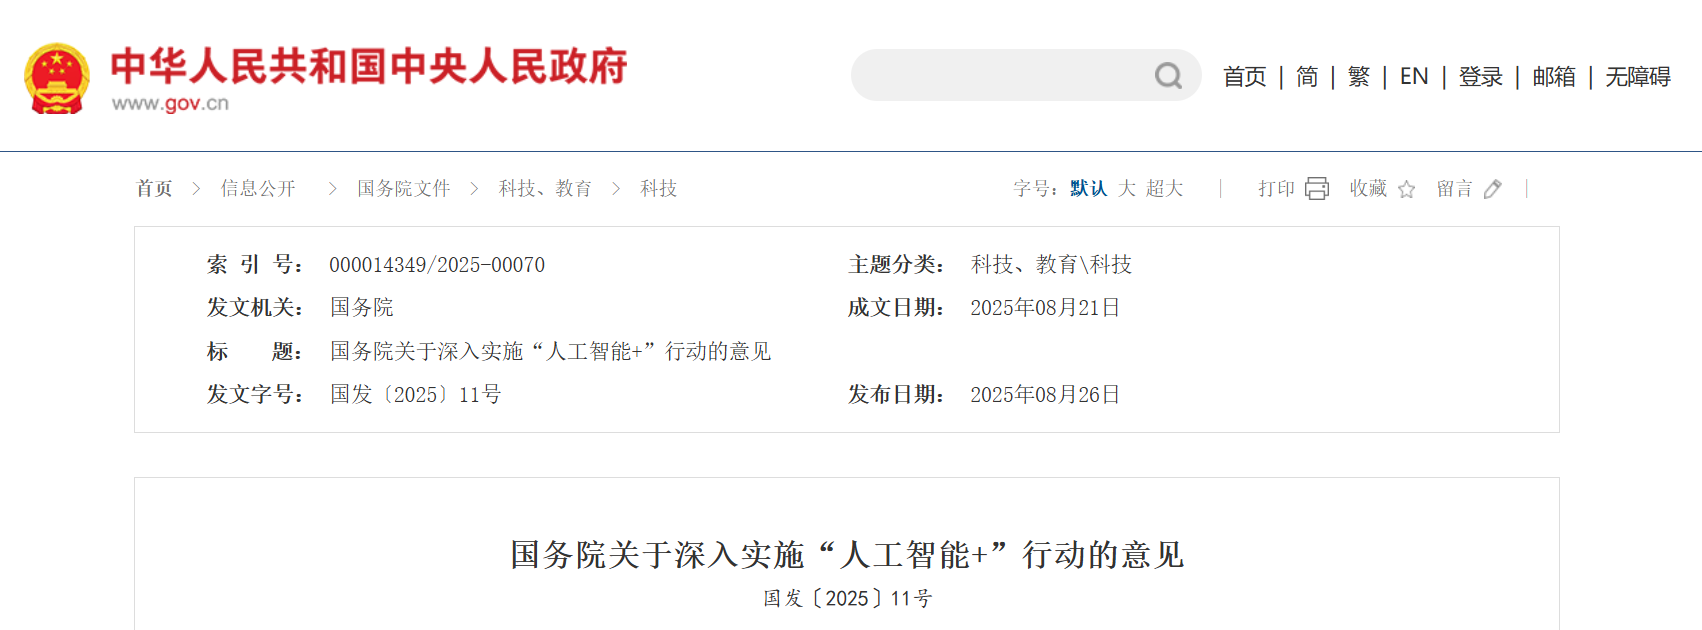 中华人民共和国中央人民政府
www.gov.cn
首页 | 简 | 繁 | EN | 登录 | 邮箱 | 无障碍
首页 > 信息公开 > 国务院文件 > 科技、教育 > 科技
字号：默认 大 超大 | 打印 收藏 留言 |
索 引 号： 000014349/2025-00070 主题分类： 科技、教育\科技
发文机关： 国务院 成文日期： 2025年08月21日
标 题： 国务院关于深入实施“人工智能+”行动的意见
发文字号： 国发〔2025〕11号 发布日期： 2025年08月26日
国务院关于深入实施“人工智能+”行动的意见
国发〔2025〕11号